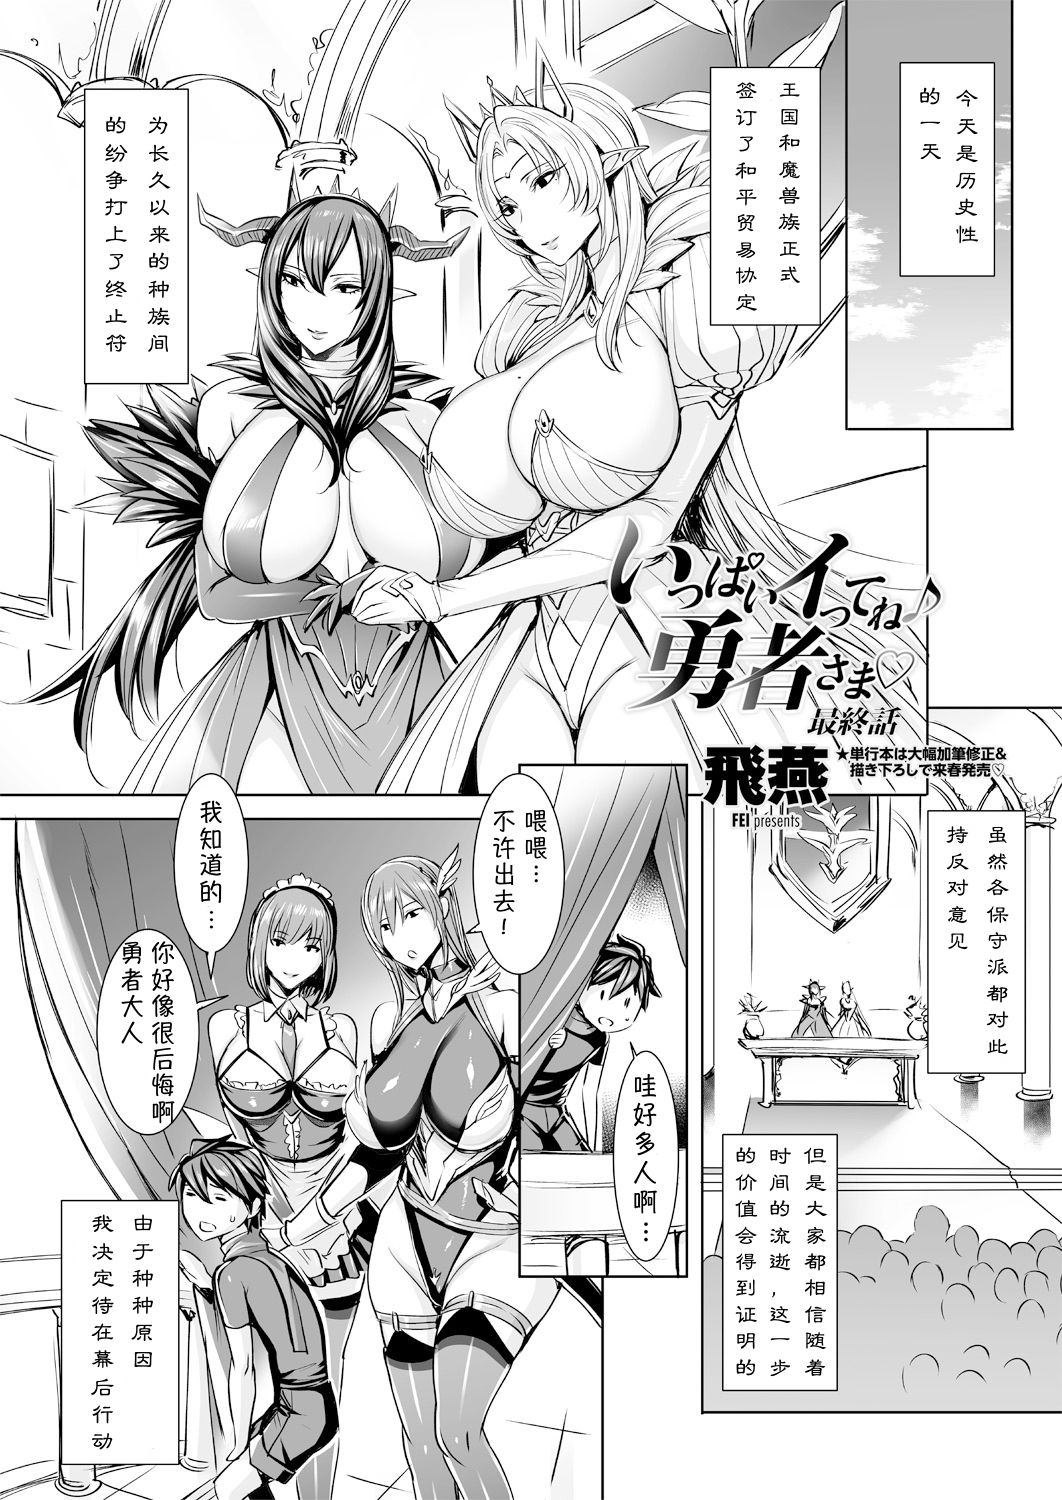 今天是历史性
的一天
王国和魔兽族正式
签订了和平贸易协定
为长久以来的种族间
的纷争打上了终止符
いっぱいイってね♪
勇者さま♡
最終話
飛燕
FEI presents
★単行本は大幅加筆修正&
描き下ろしで来春発売♡
虽然各保守派都对此
持反对意见
但是大家都相信随着
时间的流逝,这一步
的价值会得到证明的
哇好多人啊…
喂喂…
不许出去!
我知道的…
你好像很后悔啊
勇者大人
由于种种原因
我决定待在幕后行动